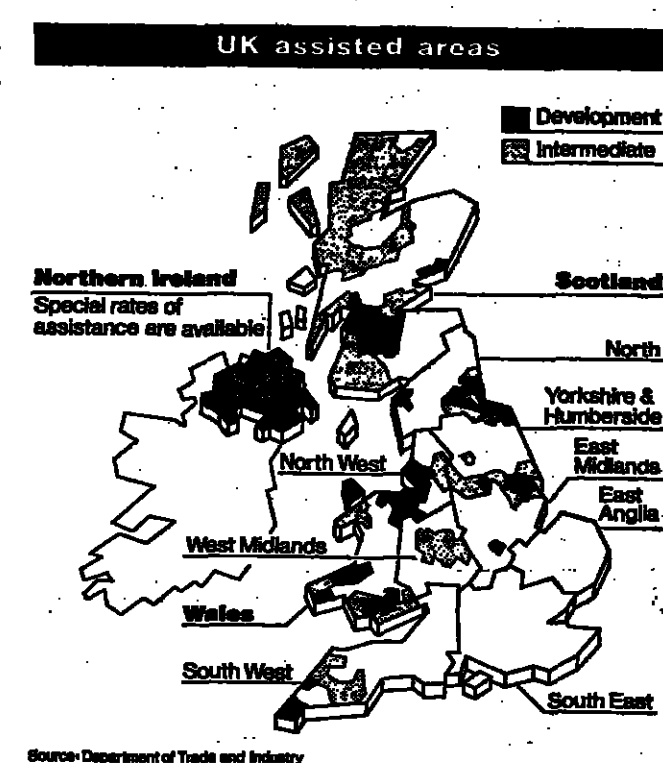 UK assisted areas
Development
Intermediate
Northern Ireland
Special rates of
assistance are available
Scotland
North
Yorkshire &
Humberside
East
Midlands
East
Anglia
North West
West Midlands
Wales
South West
South East
Source: Department of Trade and Industry